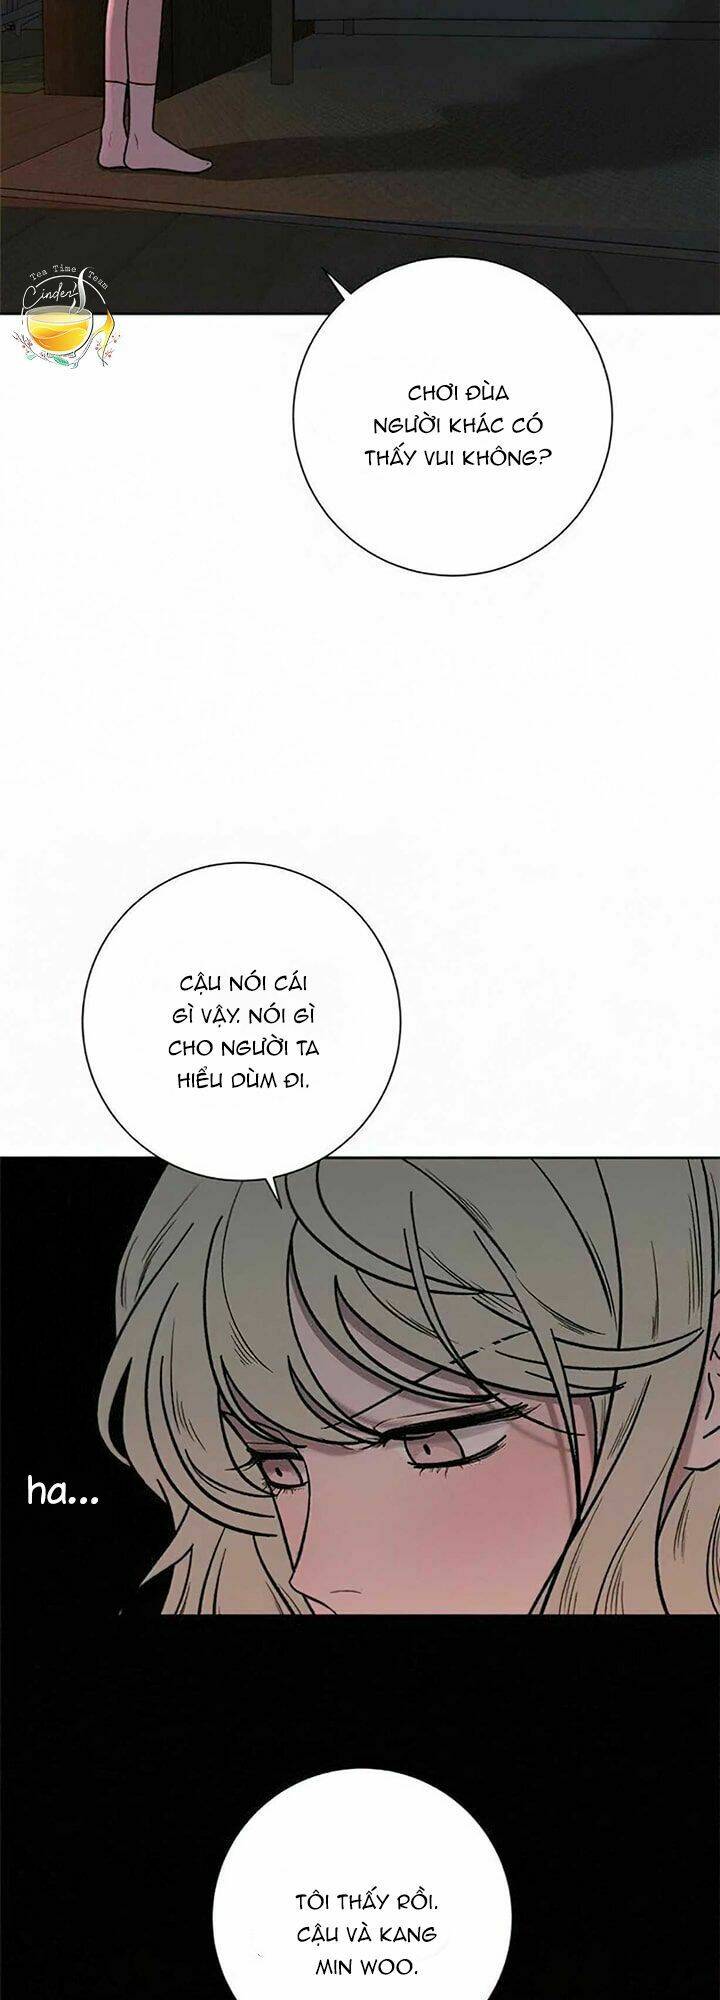 Tea Time Team
Cinderl
CHƠI ĐÙA
NGƯỜI KHÁC CÓ
THẤY VUI KHÔNG?
CẬU NÓI CÁI
GÌ VẬY. NÓI GÌ
CHO NGƯỜI TA
HIỂU DÙM ĐI.
ha...
TÔI THẤY RỒI.
CẬU VÀ KANG
MIN WOO.